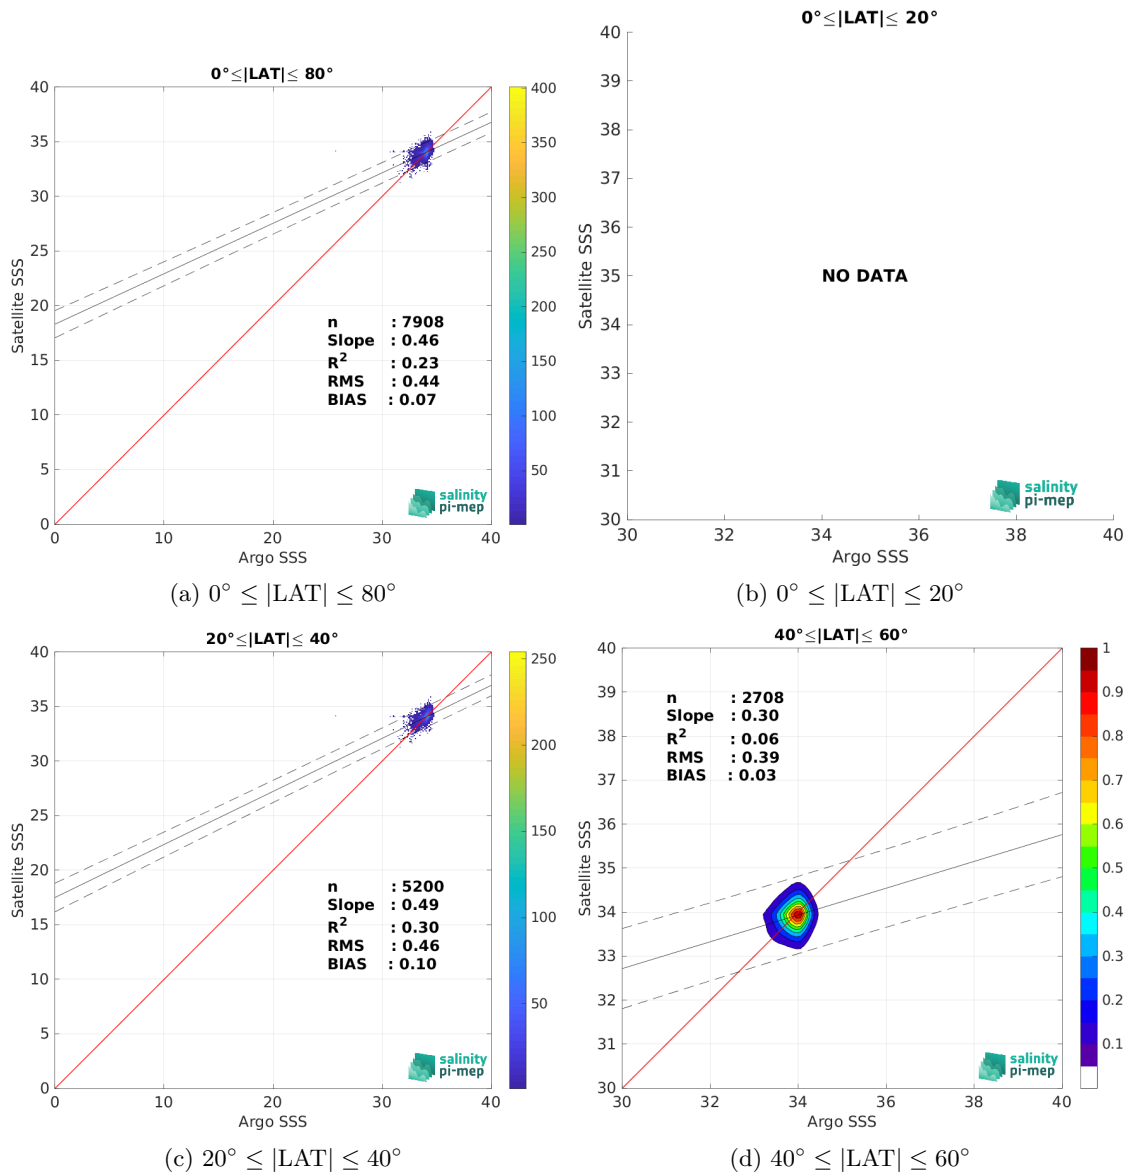 0°≤|LAT|≤ 80°
40
35
30
25
20
15
10
5
0
0
10
20
30
40
Satellite SSS
Argo SSS
n : 7908
Slope : 0.46
R2 : 0.23
RMS : 0.44
BIAS : 0.07
salinity
pi-mep
400
350
300
250
200
150
100
50
(a) 0° ≤ |LAT| ≤ 80°
0°≤|LAT|≤ 20°
40
39
38
37
36
35
34
33
32
31
30
30
32
34
36
38
40
Satellite SSS
Argo SSS
NO DATA
salinity
pi-mep
(b) 0° ≤ |LAT| ≤ 20°
20°≤|LAT|≤ 40°
40
35
30
25
20
15
10
5
0
0
10
20
30
40
Satellite SSS
Argo SSS
n : 5200
Slope : 0.49
R2 : 0.30
RMS : 0.46
BIAS : 0.10
salinity
pi-mep
250
200
150
100
50
(c) 20° ≤ |LAT| ≤ 40°
40°≤|LAT|≤ 60°
40
39
38
37
36
35
34
33
32
31
30
30
32
34
36
38
40
Satellite SSS
Argo SSS
n : 2708
Slope : 0.30
R2 : 0.06
RMS : 0.39
BIAS : 0.03
salinity
pi-mep
1
0.9
0.8
0.7
0.6
0.5
0.4
0.3
0.2
0.1
(d) 40° ≤ |LAT| ≤ 60°